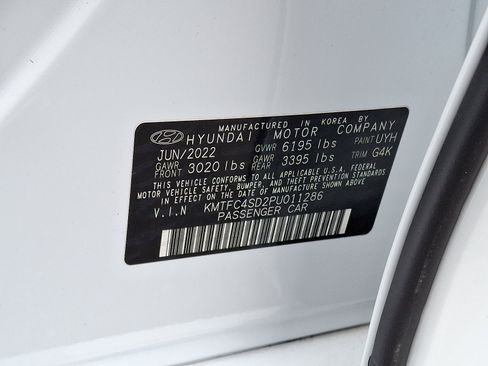 MANUFACTURED IN KOREA BY
HYUNDAI MOTOR COMPANY
JUN/2022 GVWR 6195 lbs PAINT UYH
GAWR FRONT 3020 lbs GAWR REAR 3395 lbs TRIM G4K
THIS VEHICLE CONFORMS TO ALL APPLICABLE U.S.A. FEDERAL
MOTOR VEHICLE SAFETY, BUMPER, AND THEFT PREVENTION STANDARDS
IN EFFECT ON THE DATE OF MANUFACTURE SHOWN ABOVE.
V.I.N KMTFC4SD2PU011286
PASSENGER CAR